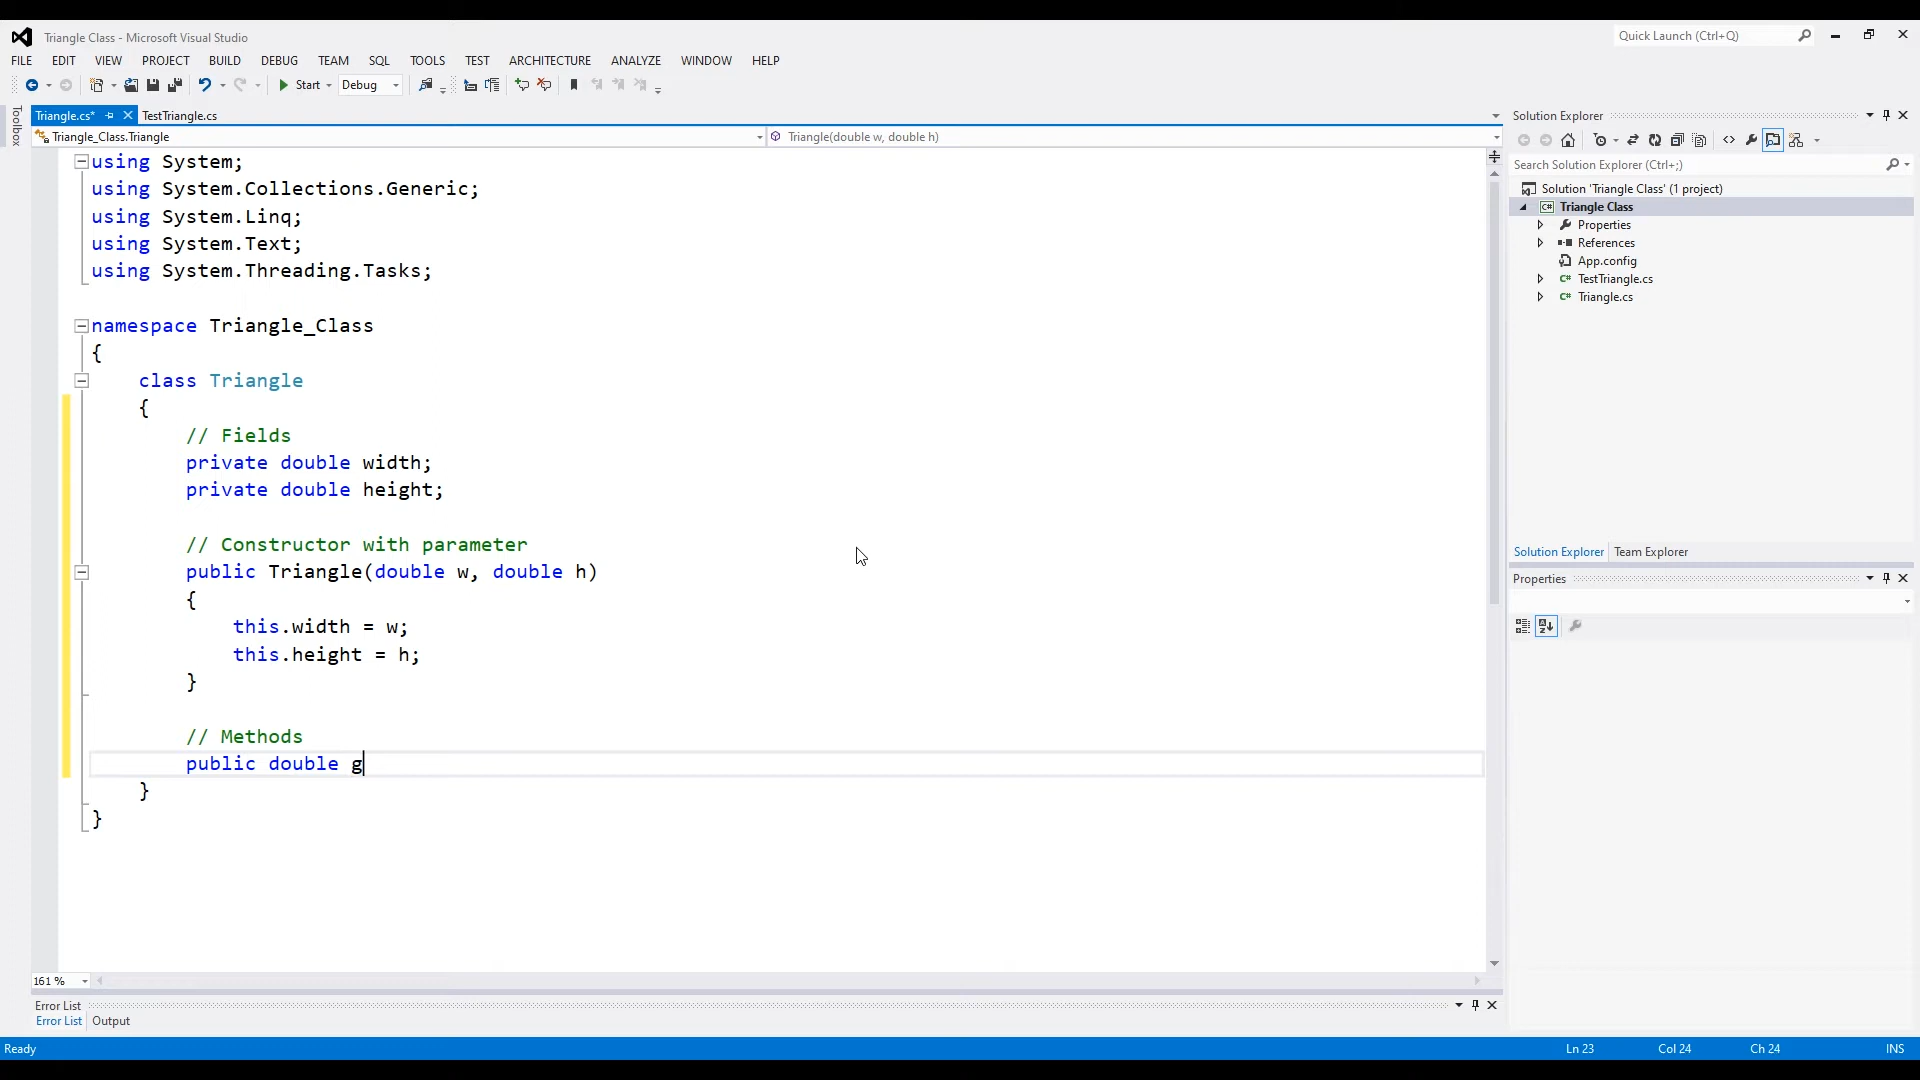 Triangle Class - Microsoft Visual Studio
Quick Launch (Ctrl+Q)
FILE EDIT VIEW PROJECT BUILD DEBUG TEAM SQL TOOLS TEST ARCHITECTURE ANALYZE WINDOW HELP
Start Debug
Toolbox
Triangle.cs* TestTriangle.cs
Triangle_Class.Triangle Triangle(double w, double h)
using System;
using System.Collections.Generic;
using System.Linq;
using System.Text;
using System.Threading.Tasks;
namespace Triangle_Class
{
class Triangle
{
// Fields
private double width;
private double height;
// Constructor with parameter
public Triangle(double w, double h)
{
this.width = w;
this.height = h;
}
// Methods
public double g
}
}
161 %
Error List
Error List Output
Solution Explorer
Search Solution Explorer (Ctrl+;)
Solution 'Triangle Class' (1 project)
C# Triangle Class
Properties
References
App.config
C# TestTriangle.cs
C# Triangle.cs
Solution Explorer Team Explorer
Properties
Ready Ln 23 Col 24 Ch 24 INS